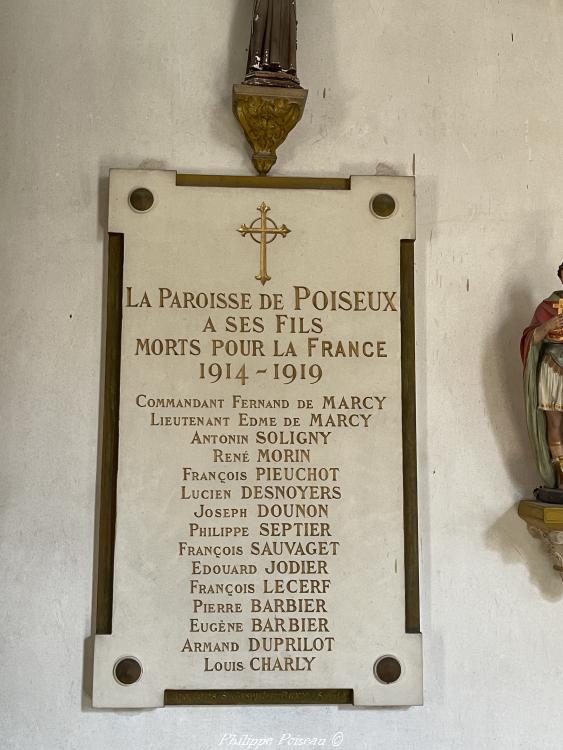 LA PAROISSE DE POISEUX
A SES FILS
MORTS POUR LA FRANCE
1914-1919
COMMANDANT FERNAND DE MARCY
LIEUTENANT EDME DE MARCY
ANTONIN SOLIGNY
RENÉ MORIN
FRANÇOIS PIEUCHOT
LUCIEN DESNOYERS
JOSEPH DOUNON
PHILIPPE SEPTIER
FRANÇOIS SAUVAGET
EDOUARD JODIER
FRANÇOIS LECERF
PIERRE BARBIER
EUGÈNE BARBIER
ARMAND DUPRILOT
LOUIS CHARLY
Philippe Poiseau ©